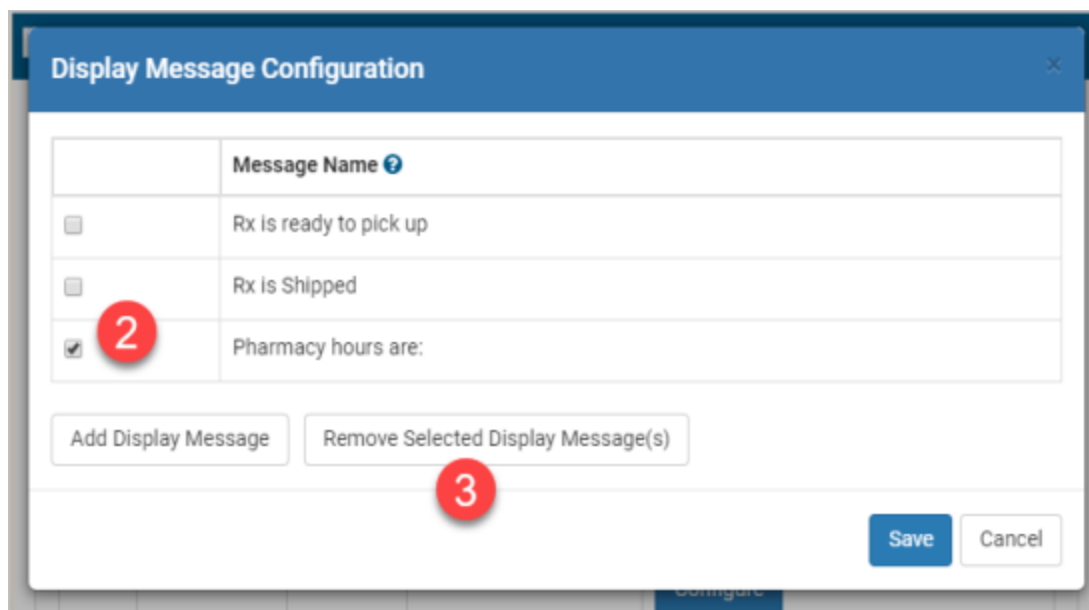 Display Message Configuration
×
Message Name ?
Rx is ready to pick up
Rx is Shipped
2
Pharmacy hours are:
Add Display Message
Remove Selected Display Message(s)
3
Save
Cancel
Configure